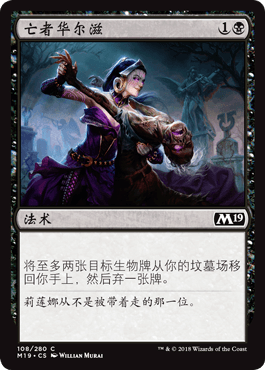 亡者华尔滋 1
法术 M19
将至多两张目标生物牌从你的坟墓场移
回你手上，然后弃一张牌。
莉莲娜从不是被带着走的那一位。
108/280 C
M19 • CS WILLIAN MURAI ™ & © 2018 Wizards of the Coast